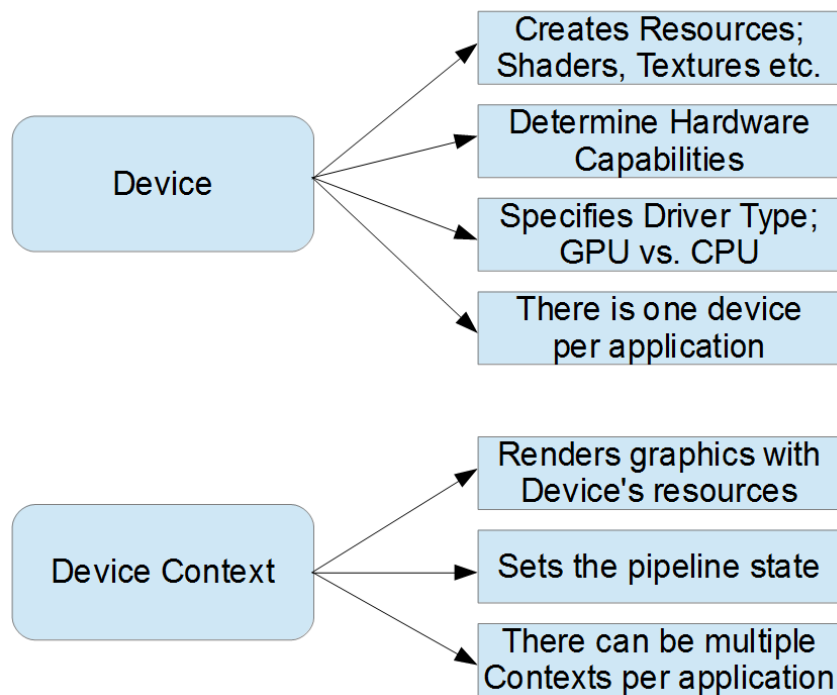 Device
Creates Resources;
Shaders, Textures etc.
Determine Hardware
Capabilities
Specifies Driver Type;
GPU vs. CPU
There is one device
per application
Device Context
Renders graphics with
Device's resources
Sets the pipeline state
There can be multiple
Contexts per application